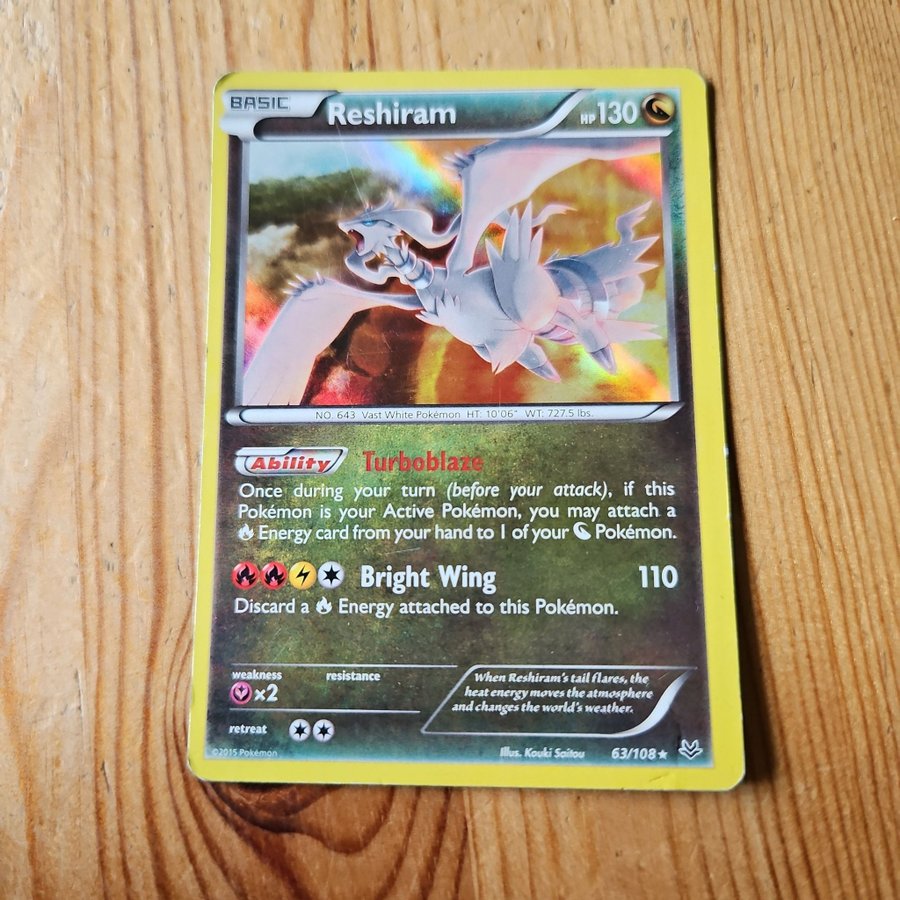 BASIC Reshiram HP130
NO. 643 Vast White Pokémon HT: 10'06" WT: 727.5 lbs.
Ability Turboblaze
Once during your turn (before your attack), if this
Pokémon is your Active Pokémon, you may attach a
Energy card from your hand to 1 of your Pokémon.
Bright Wing 110
Discard a Energy attached to this Pokémon.
weakness resistance
x2
When Reshiram's tail flares, the
heat energy moves the atmosphere
and changes the world's weather.
retreat
©2015 Pokémon Illus. Kouki Saitou 63/108★